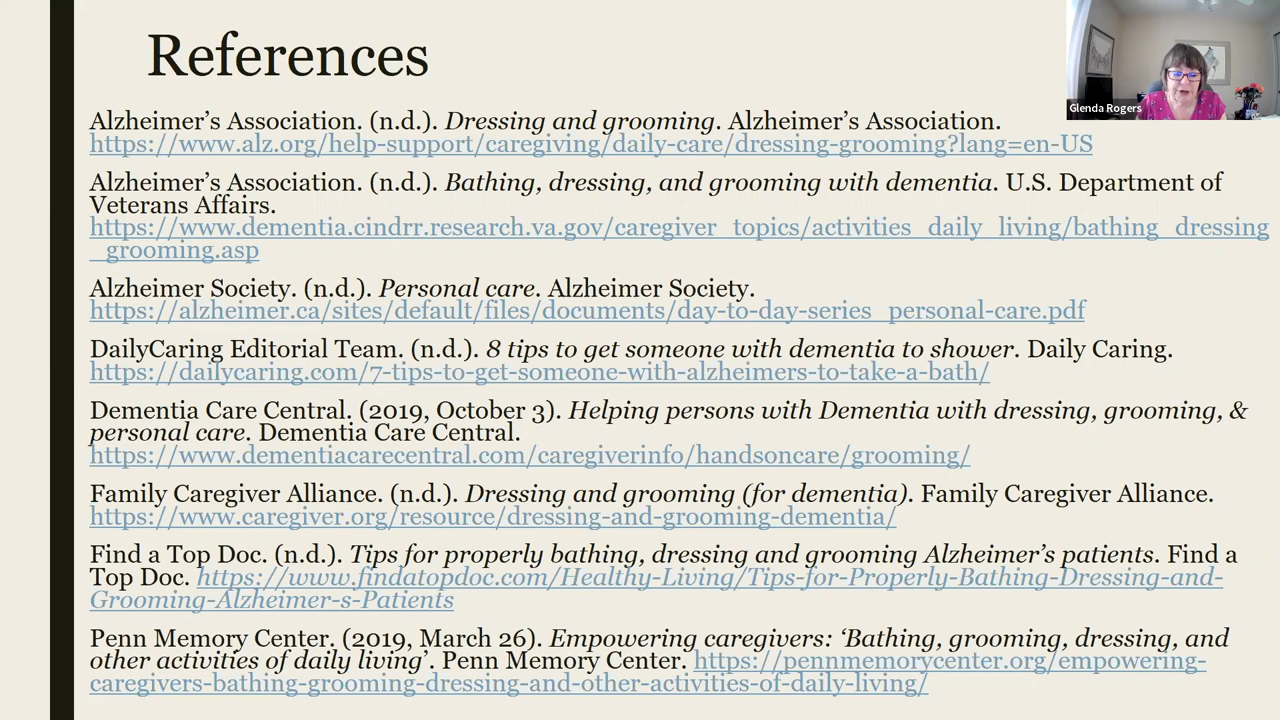 References
Glenda Rogers
Alzheimer’s Association. (n.d.). Dressing and grooming. Alzheimer’s Association.
https://www.alz.org/help-support/caregiving/daily-care/dressing-grooming?lang=en-US
Alzheimer’s Association. (n.d.). Bathing, dressing, and grooming with dementia. U.S. Department of
Veterans Affairs.
https://www.dementia.cindrr.research.va.gov/caregiver_topics/activities_daily_living/bathing_dressing
_grooming.asp
Alzheimer Society. (n.d.). Personal care. Alzheimer Society.
https://alzheimer.ca/sites/default/files/documents/day-to-day-series_personal-care.pdf
DailyCaring Editorial Team. (n.d.). 8 tips to get someone with dementia to shower. Daily Caring.
https://dailycaring.com/7-tips-to-get-someone-with-alzheimers-to-take-a-bath/
Dementia Care Central. (2019, October 3). Helping persons with Dementia with dressing, grooming, &
personal care. Dementia Care Central.
https://www.dementiacarecentral.com/caregiverinfo/handsoncare/grooming/
Family Caregiver Alliance. (n.d.). Dressing and grooming (for dementia). Family Caregiver Alliance.
https://www.caregiver.org/resource/dressing-and-grooming-dementia/
Find a Top Doc. (n.d.). Tips for properly bathing, dressing and grooming Alzheimer’s patients. Find a
Top Doc. https://www.findatopdoc.com/Healthy-Living/Tips-for-Properly-Bathing-Dressing-and-
Grooming-Alzheimer-s-Patients
Penn Memory Center. (2019, March 26). Empowering caregivers: ‘Bathing, grooming, dressing, and
other activities of daily living’. Penn Memory Center. https://pennmemorycenter.org/empowering-
caregivers-bathing-grooming-dressing-and-other-activities-of-daily-living/